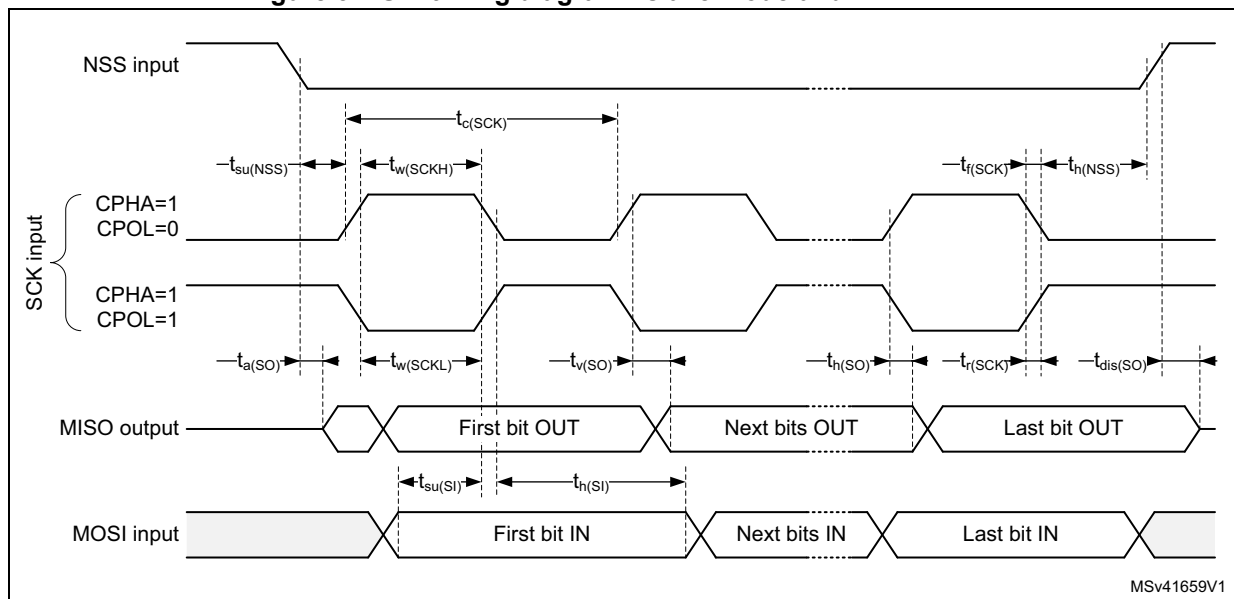 NSS input
tc(SCK)
tsu(NSS) tw(SCKH) tf(SCK) th(NSS)
SCK input
CPHA=1
CPOL=0
CPHA=1
CPOL=1
ta(SO) tw(SCKL) tv(SO) th(SO) tr(SCK) tdis(SO)
MISO output First bit OUT Next bits OUT Last bit OUT
tsu(SI) th(SI)
MOSI input First bit IN Next bits IN Last bit IN
MSv41659V1